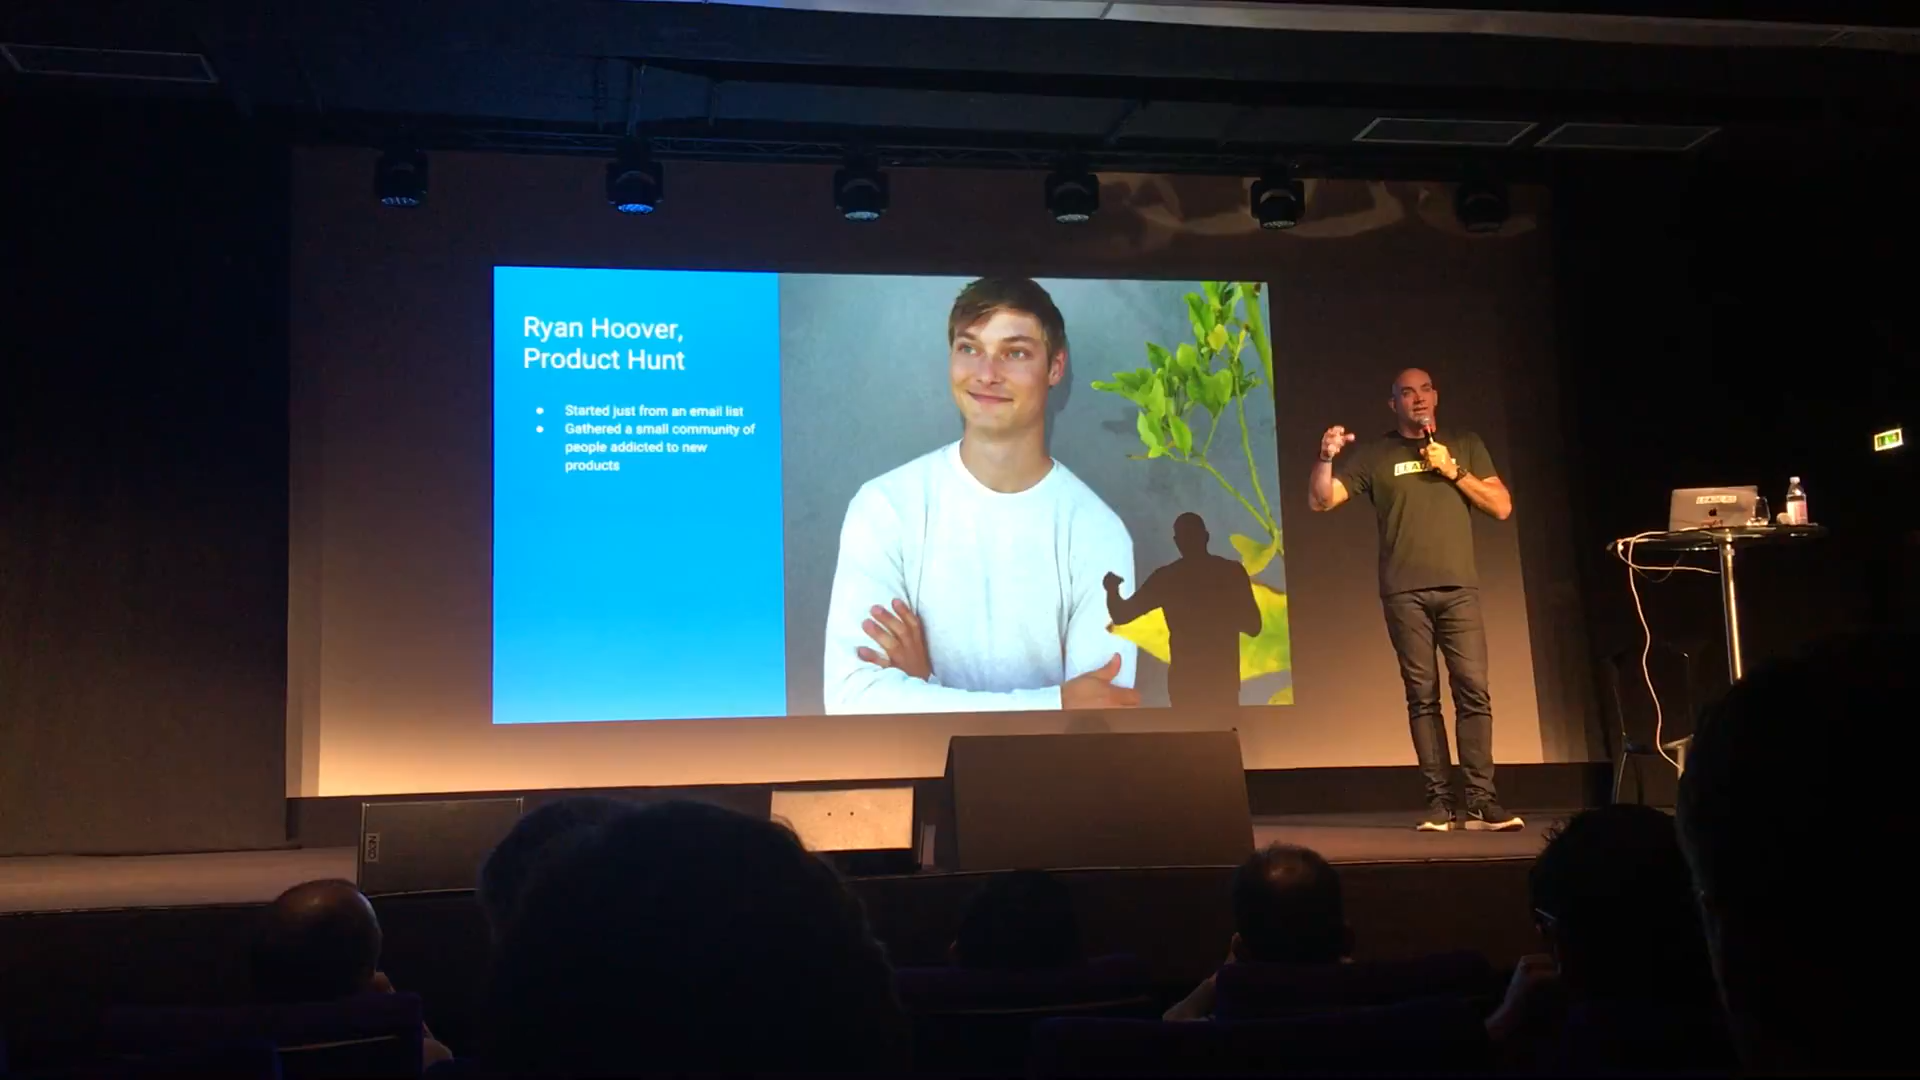 Ryan Hoover,
Product Hunt
Started just from an email list
Gathered a small community of
people addicted to new
products
NEXO